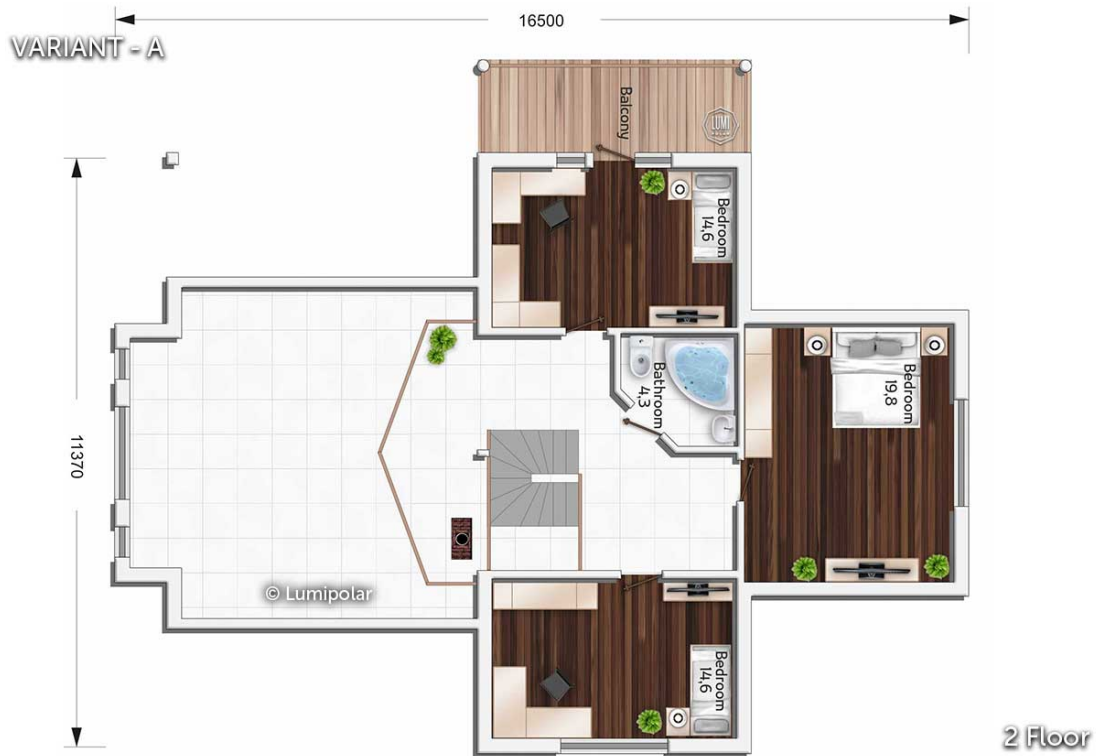 16500
VARIANT - A
Balcony
LUMI
Bedroom
14,6
Bathroom
4,3
Bedroom
19,8
11370
© Lumipolar
Bedroom
14,6
2 Floor